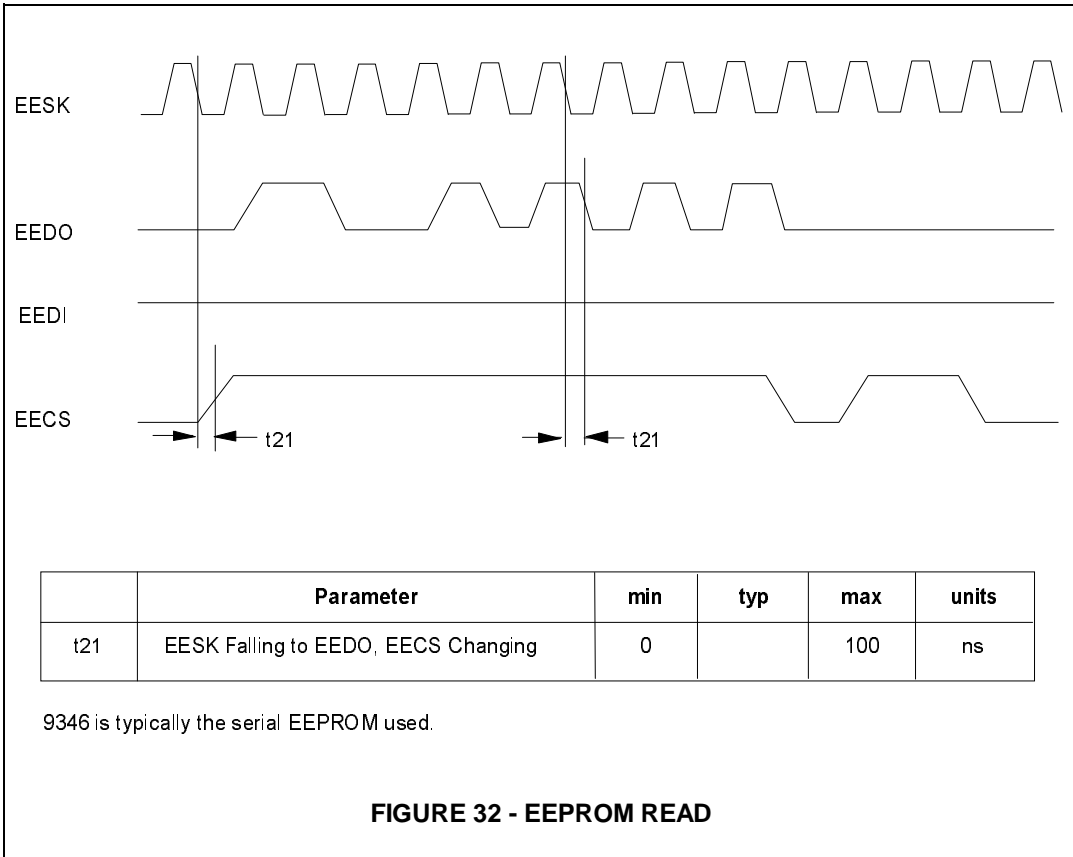 EESK
EEDO
EEDI
EECS
t21 t21
Parameter min typ max units
t21 EESK Falling to EEDO, EECS Changing 0 100 ns
9346 is typically the serial EEPROM used.
FIGURE 32 - EEPROM READ